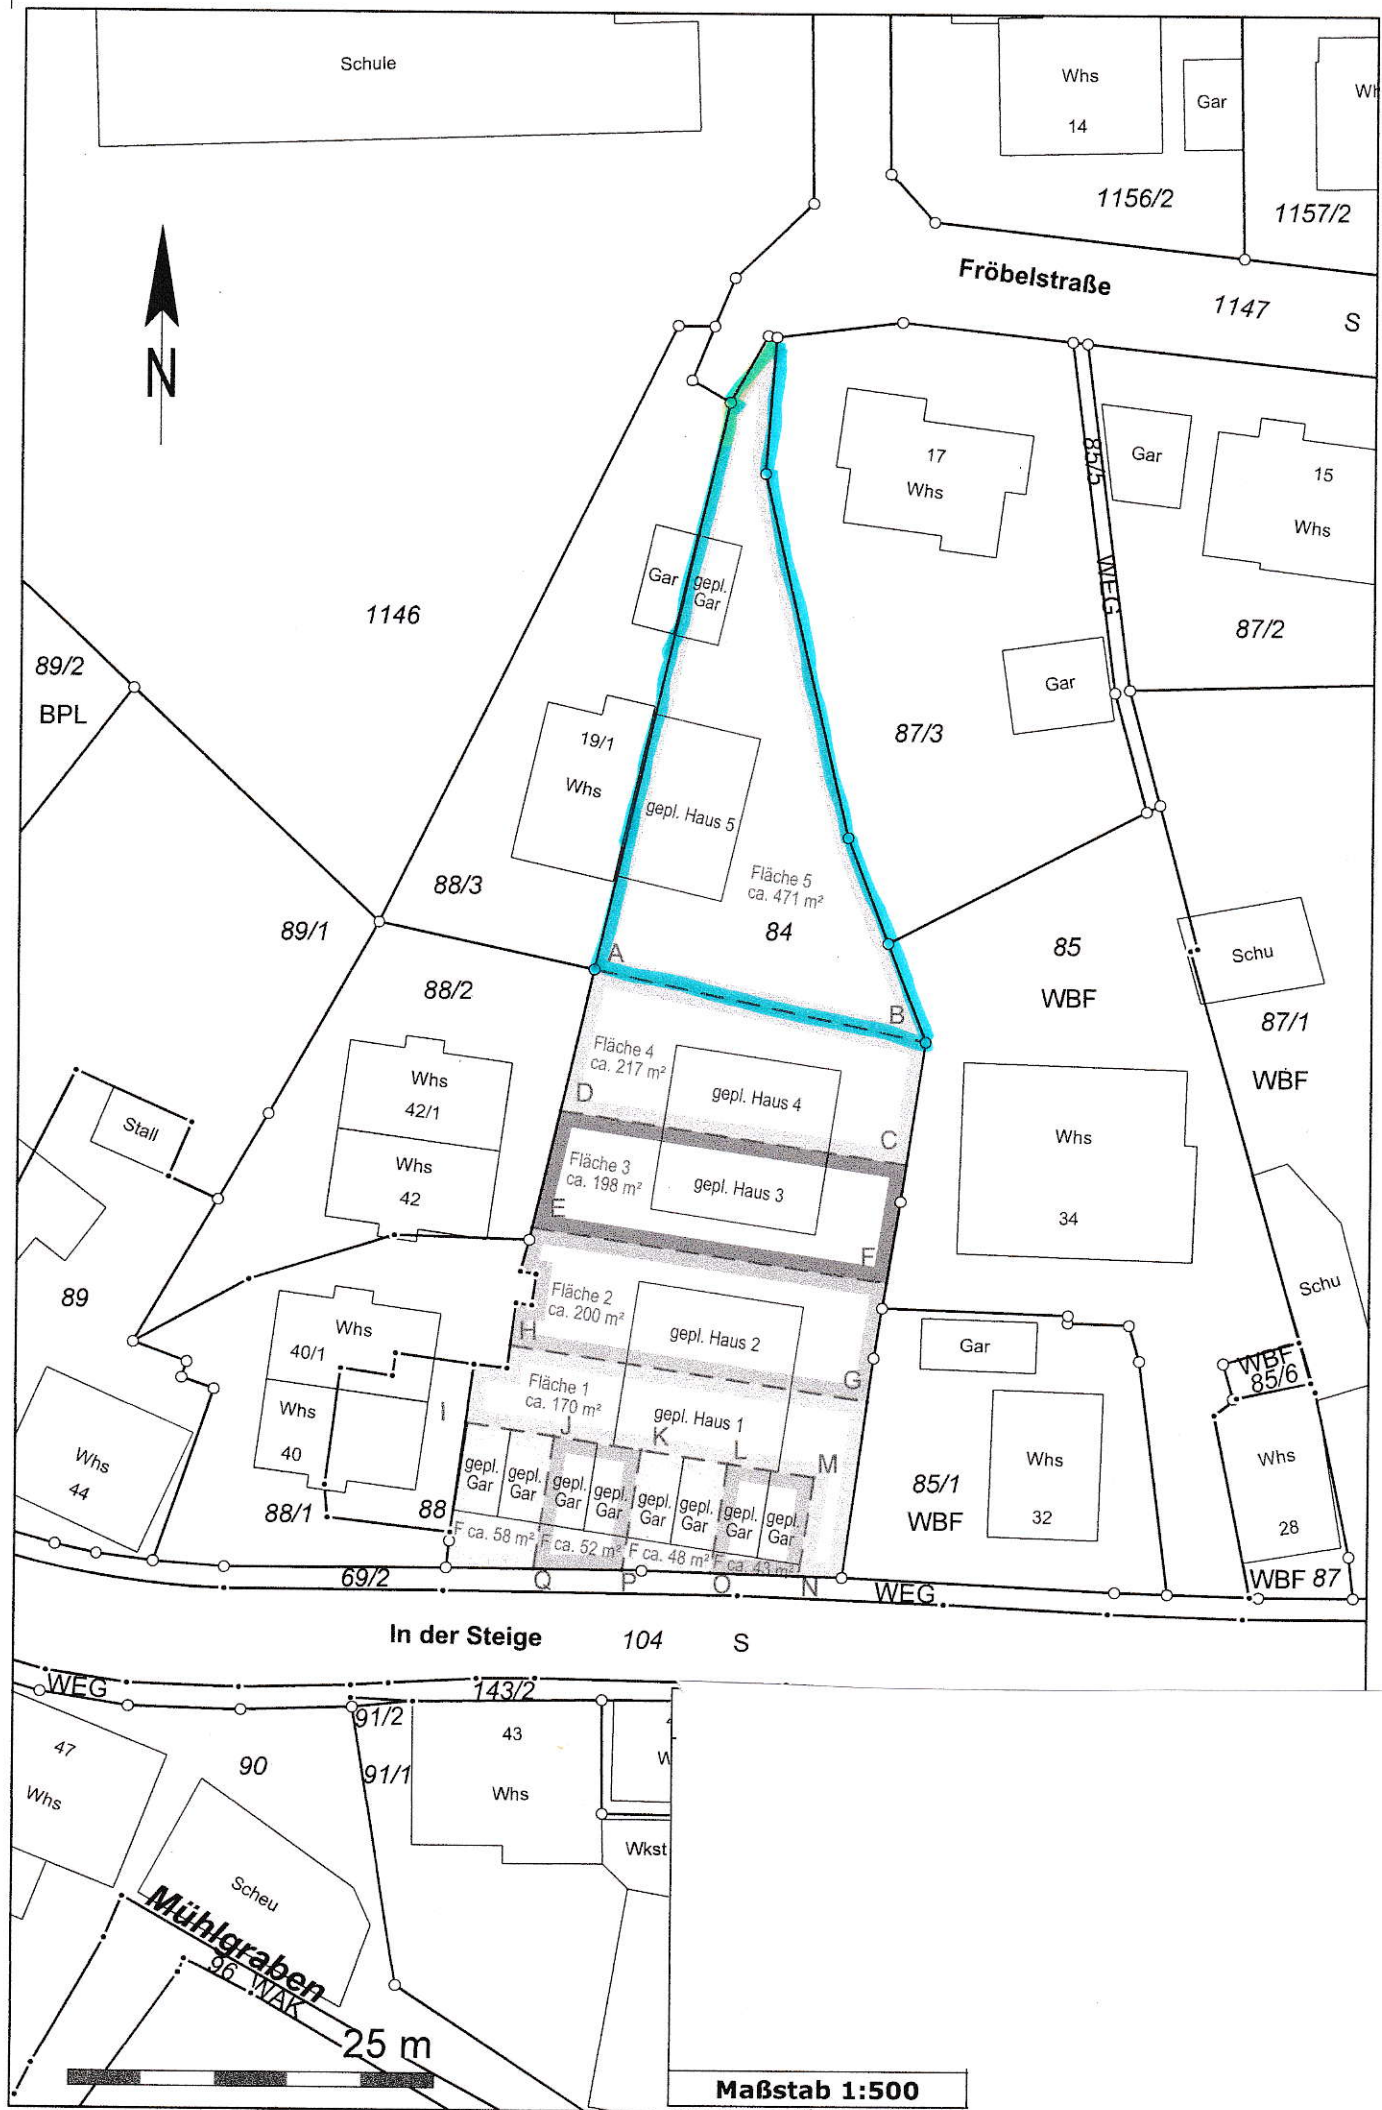 Schule
Whs
14
Gar
1156/2
1157/2
Fröbelstraße
1147
S
N
17
Whs
85/5
WEG
Gar
15
Whs
1146
Gar
gepl.
Gar
87/2
89/2
BPL
Gar
87/3
19/1
Whs
gepl. Haus 5
88/3
Fläche 5
ca. 471 m²
84
89/1
A
85
WBF
Schu
88/2
B
87/1
WBF
Fläche 4
ca. 217 m²
gepl. Haus 4
Whs
42/1
D
C
Stall
Whs
42
Fläche 3
ca. 198 m²
gepl. Haus 3
Whs
34
E
F
89
Fläche 2
ca. 200 m²
gepl. Haus 2
Schu
Whs
40/1
H
Gar
WBF
85/6
G
Fläche 1
ca. 170 m²
gepl. Haus 1
Whs
40
1
J
K
L
M
Whs
44
gepl.
Gar
gepl.
Gar
gepl.
Gar
gepl.
Gar
gepl.
Gar
gepl.
Gar
gepl.
Gar
gepl.
Gar
85/1
WBF
Whs
32
Whs
28
88/1
88
F ca. 58 m²
F ca. 52 m²
F ca. 48 m²
F ca. 43 m²
69/2
Q
P
O
N
WEG
WBF 87
In der Steige
104
S
WEG
143/2
91/2
43
Whs
47
Whs
90
91/1
Wkst
Scheu
Mühlgraben
96 WAK
25 m
Maßstab 1:500